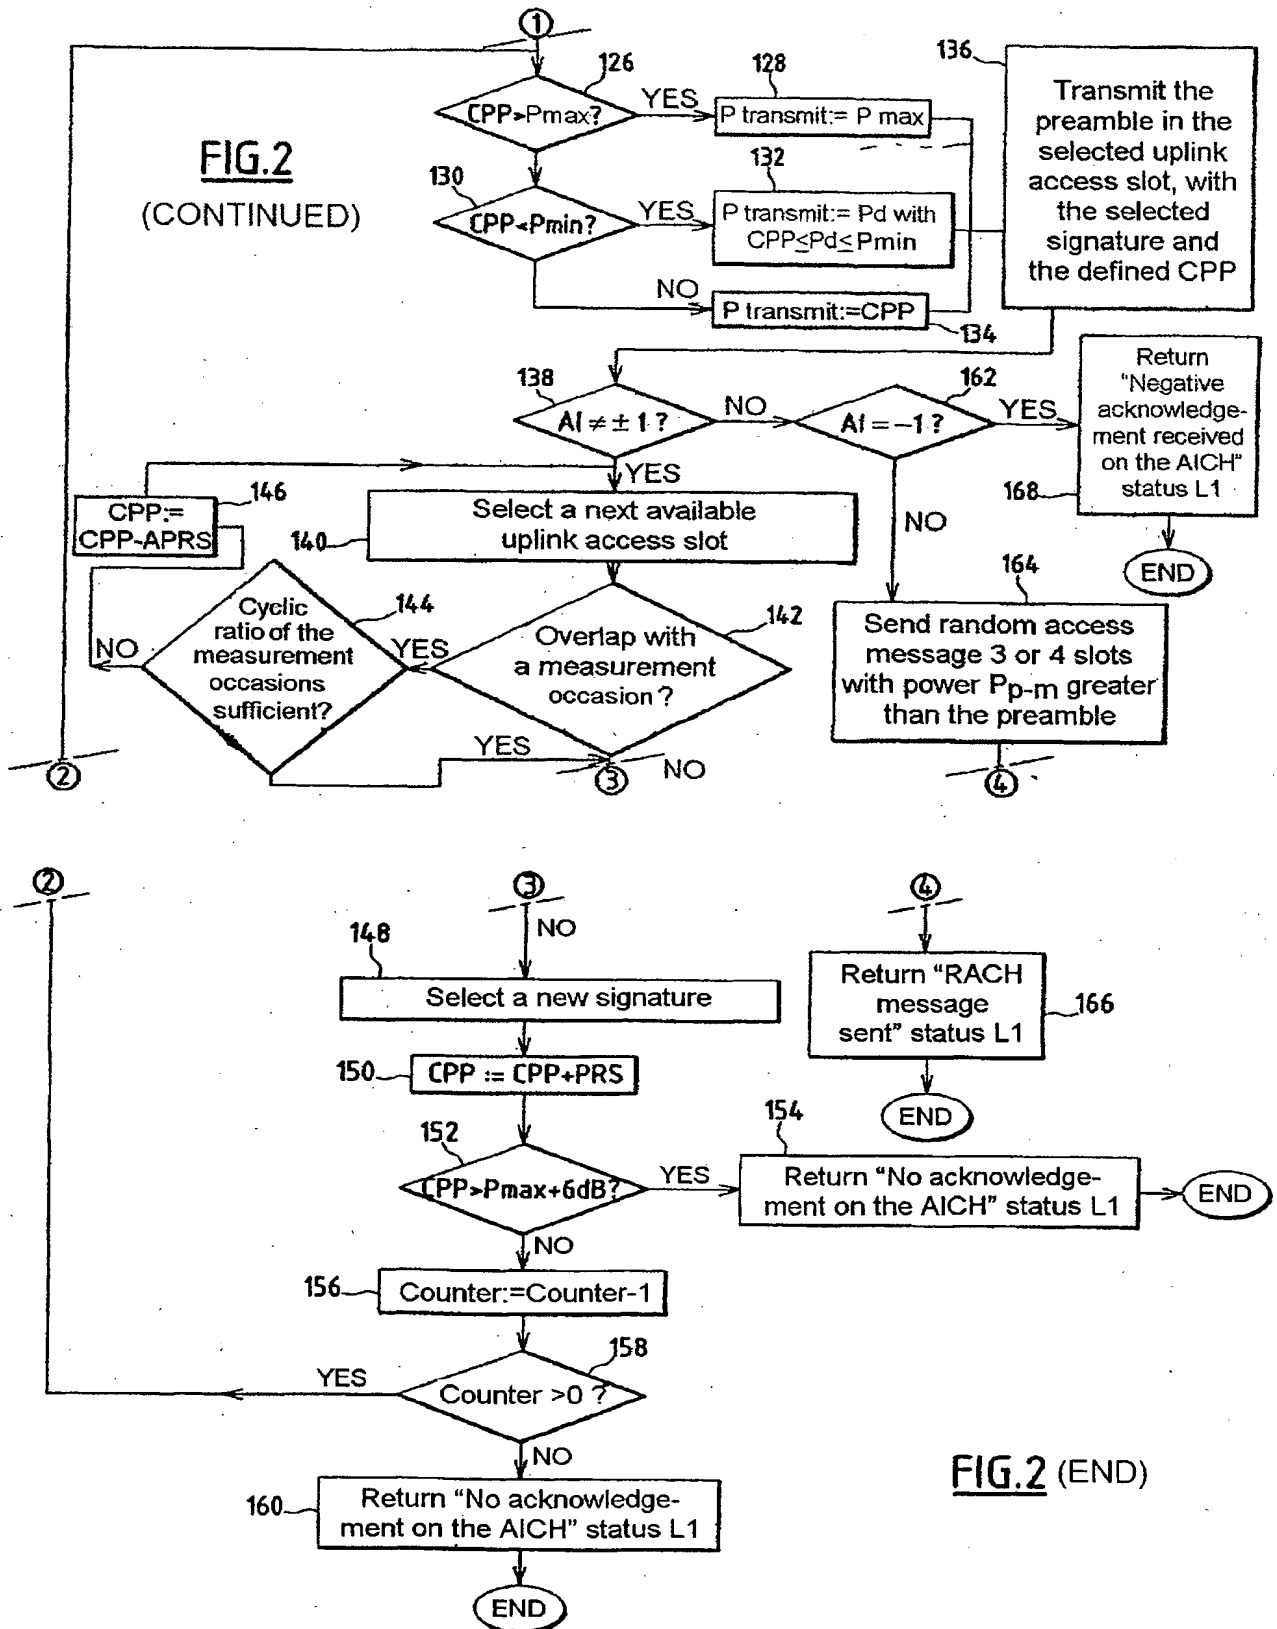 1
126
136
CPP>Pmax?
YES
128
P transmit:= P max
Transmit the
preamble in the
selected uplink
access slot, with
the selected
signature and
the defined CPP
FIG.2
(CONTINUED)
130
CPP<Pmin?
YES
132
P transmit:= Pd with
CPP≤Pd≤Pmin
NO
P transmit:=CPP
134
138
AI ≠ ± 1 ?
NO
162
AI = −1 ?
YES
Return
"Negative
acknowledge-
ment received
on the AICH"
status L1
168
END
YES
NO
146
CPP:=
CPP-APRS
140
Select a next available
uplink access slot
144
Cyclic
ratio of the
measurement
occasions
sufficient?
NO
YES
142
Overlap with
a measurement
occasion ?
164
Send random access
message 3 or 4 slots
with power Pp-m greater
than the preamble
YES
NO
2
3
4
2
3
4
NO
148
Select a new signature
Return "RACH
message
sent" status L1
166
150
CPP := CPP+PRS
END
152
CPP>Pmax+6dB?
YES
154
Return "No acknowledge-
ment on the AICH" status L1
END
NO
156
Counter:=Counter-1
158
Counter >0 ?
YES
NO
160
Return "No acknowledge-
ment on the AICH" status L1
END
FIG.2 (END)